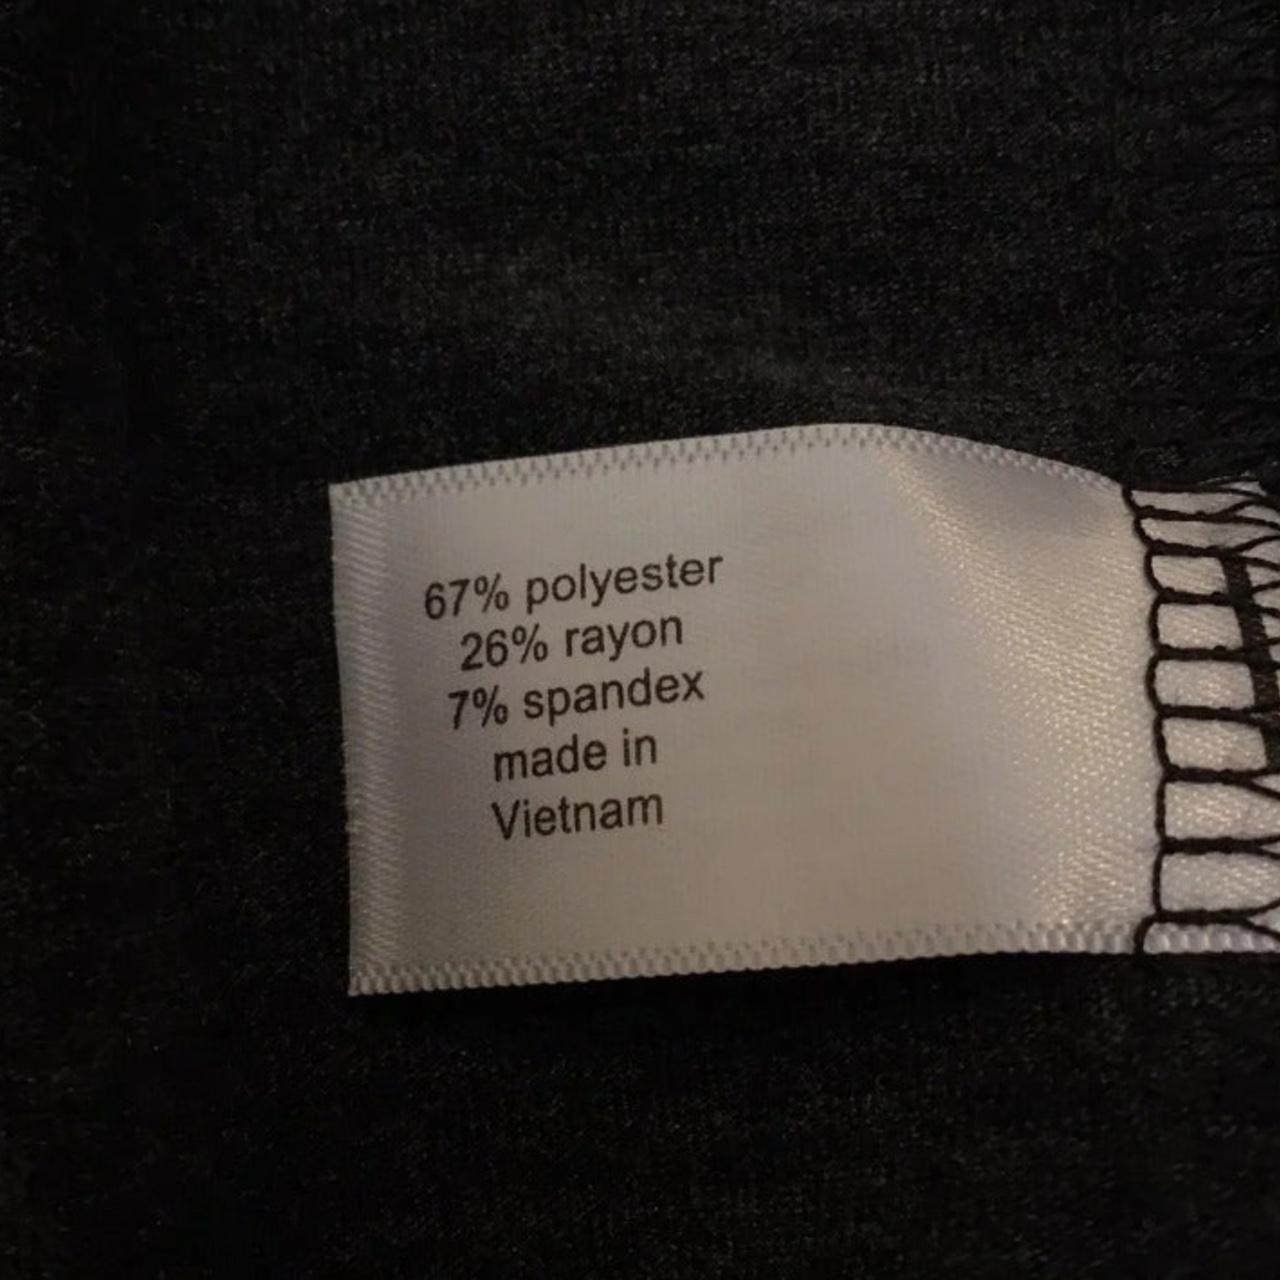 67% polyester
26% rayon
7% spandex
made in
Vietnam